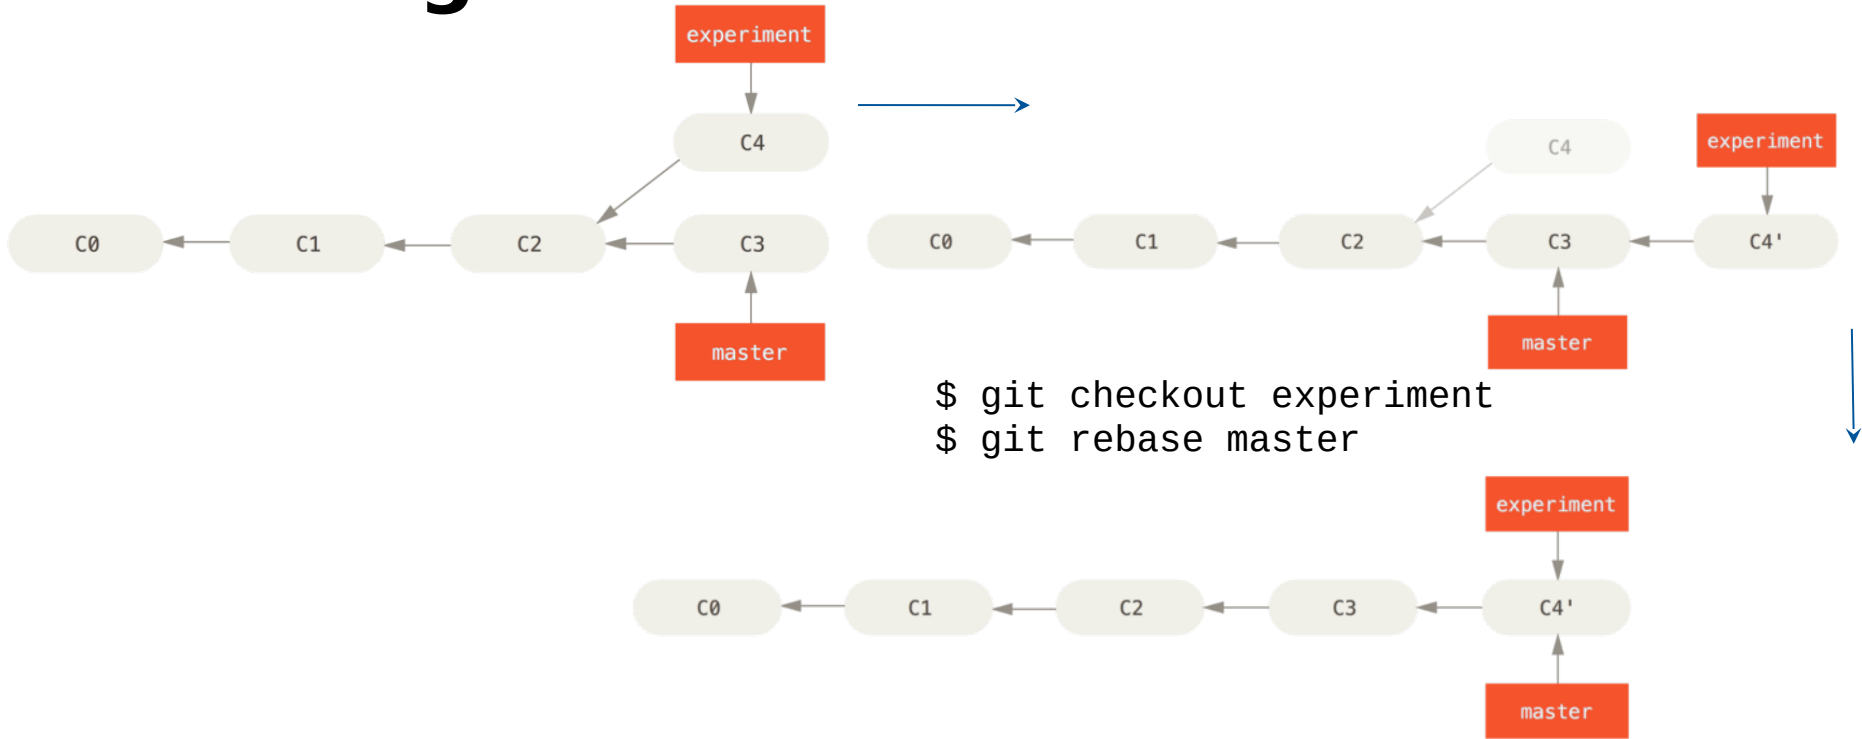 experiment
C4
C0 C1 C2 C3
master
C4
experiment
C0 C1 C2 C3 C4'
master
$ git checkout experiment
$ git rebase master
experiment
C0 C1 C2 C3 C4'
master